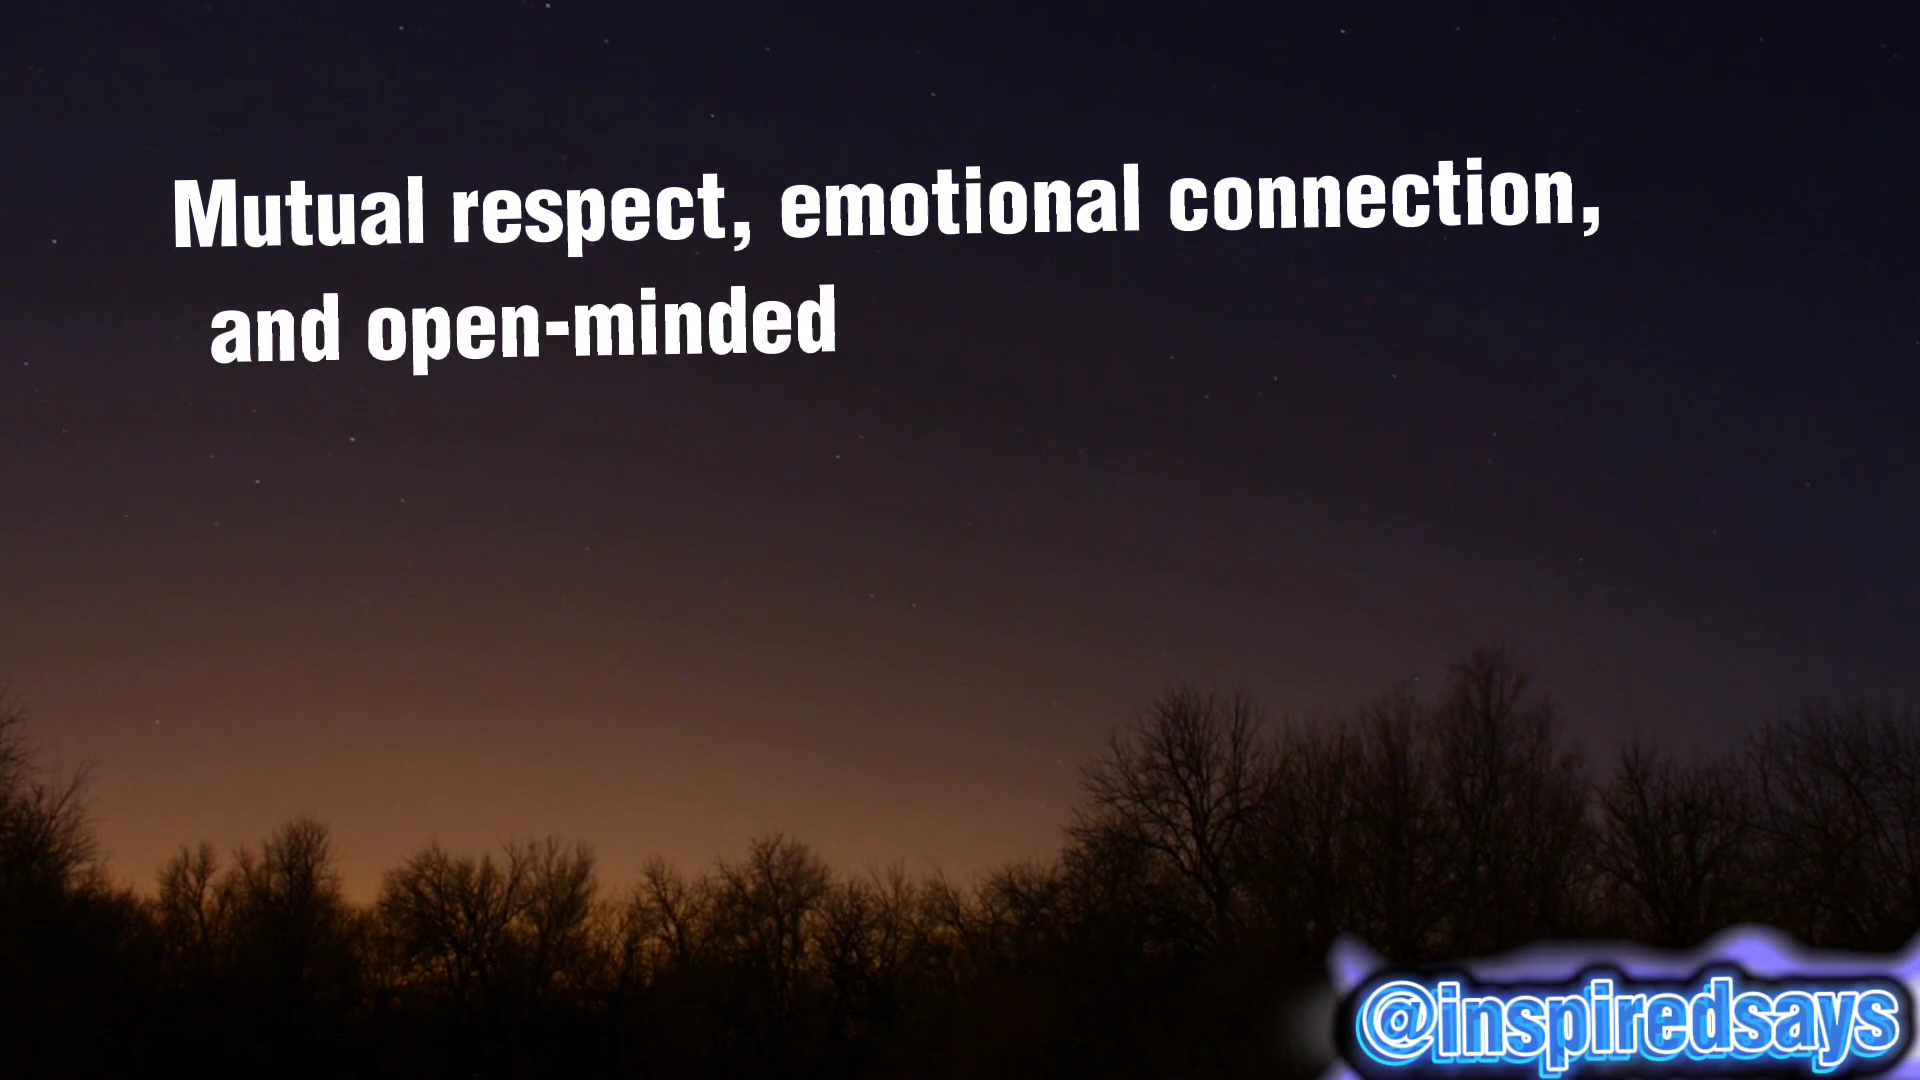 Mutual respect, emotional connection,
and open-minded
@inspiredsays